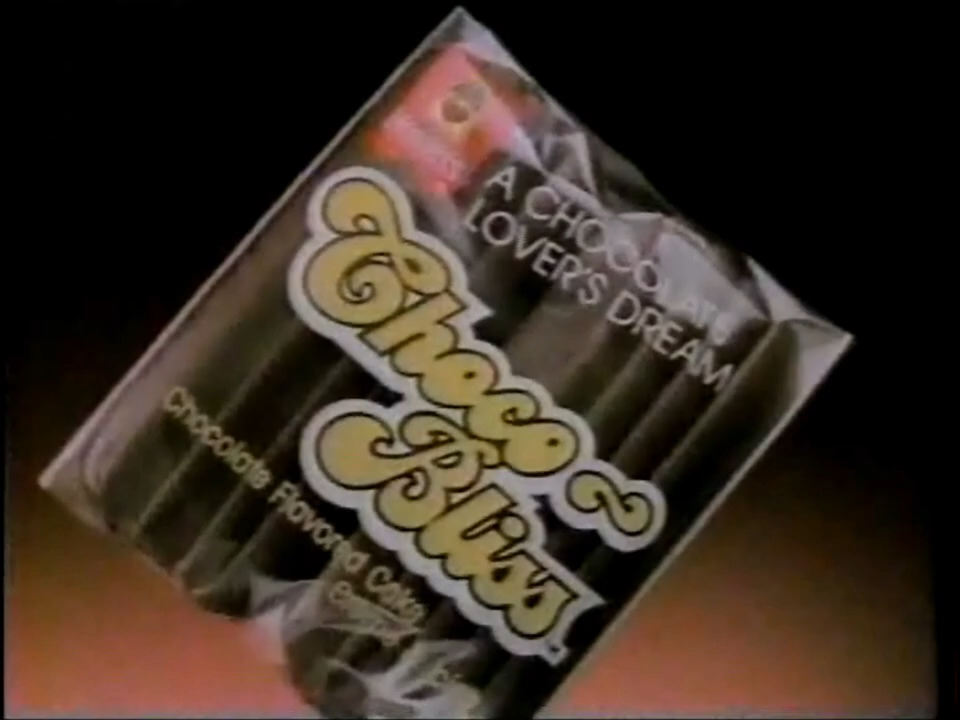 A CHOCOLATE
LOVER'S DREAM
Choco
Bliss
Chocolate Flavored Cake